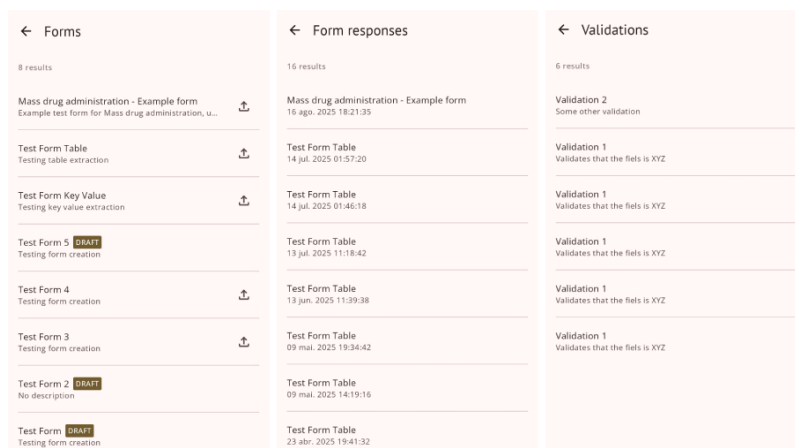 Forms
8 results
Mass drug administration - Example form
Example test form for Mass drug administration, u...
Test Form Table
Testing table extraction
Test Form Key Value
Testing key value extraction
Test Form 5 DRAFT
Testing form creation
Test Form 4
Testing form creation
Test Form 3
Testing form creation
Test Form 2 DRAFT
No description
Test Form DRAFT
Testing form creation
Form responses
16 results
Mass drug administration - Example form
16 ago. 2025 18:21:35
Test Form Table
14 jul. 2025 01:57:20
Test Form Table
14 jul. 2025 01:46:18
Test Form Table
13 jul. 2025 11:18:42
Test Form Table
13 jun. 2025 11:39:38
Test Form Table
09 mai. 2025 19:34:42
Test Form Table
09 mai. 2025 14:19:16
Test Form Table
23 abr. 2025 19:41:32
Validations
6 results
Validation 2
Some other validation
Validation 1
Validates that the fiels is XYZ
Validation 1
Validates that the fiels is XYZ
Validation 1
Validates that the fiels is XYZ
Validation 1
Validates that the fiels is XYZ
Validation 1
Validates that the fiels is XYZ